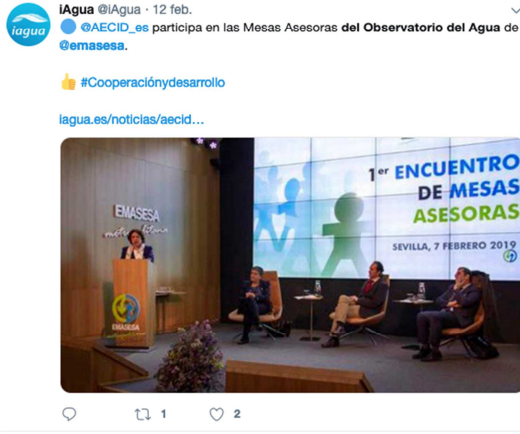 iagua
iAgua @iAgua · 12 feb.
@AECID_es participa en las Mesas Asesoras del Observatorio del Agua de
@emasesa.
#Cooperaciónydesarrollo
iagua.es/noticias/aecid…
1er ENCUENTRO
DE MESAS
ASESORAS
SEVILLA, 7 FEBRERO 2019
EMASESA
metropolitana
EMASESA
1
2